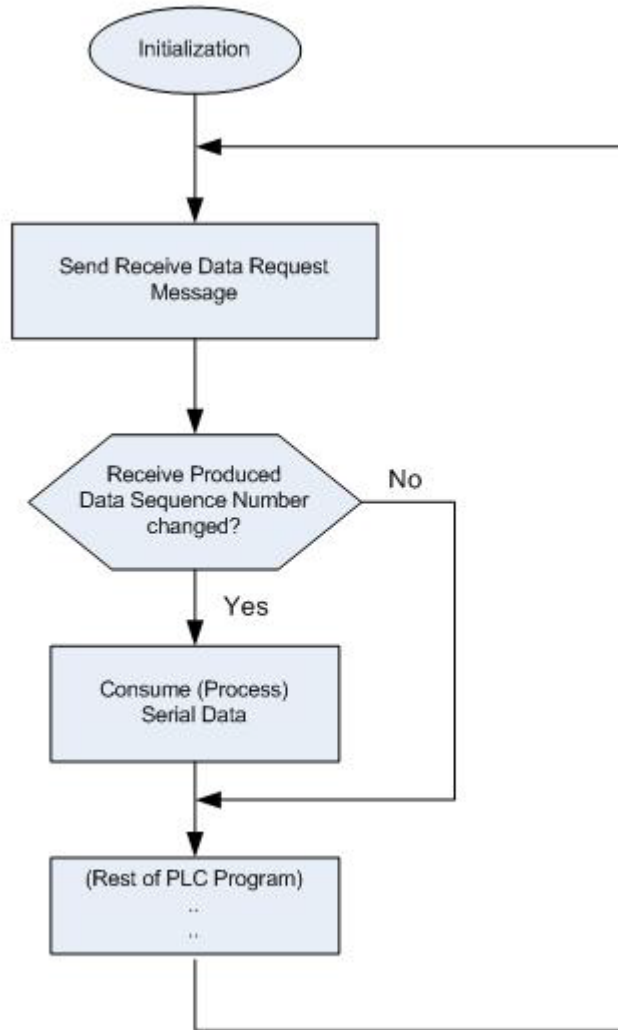 Initialization
Send Receive Data Request
Message
Receive Produced
Data Sequence Number
changed?
No
Yes
Consume (Process)
Serial Data
(Rest of PLC Program)
..
..